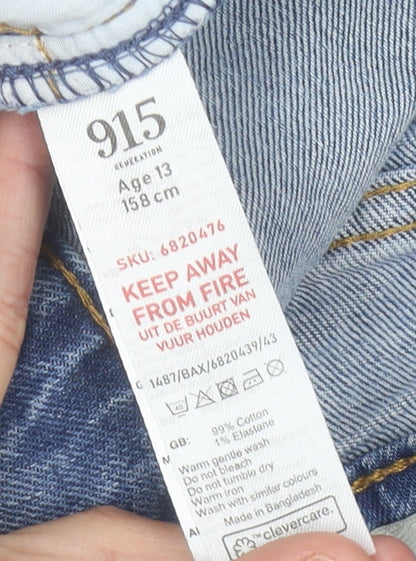 915
GENERATION
Age 13
158 cm
SKU: 6820476
KEEP AWAY
FROM FIRE
UIT DE BUURT VAN
VUUR HOUDEN
1487/BAX/6820439/43
40
GB: 99% Cotton
1% Elastane
Warm gentle wash
Do not bleach
Do not tumble dry
Warm iron
Wash with similar colours
Made in Bangladesh
™clevercare.